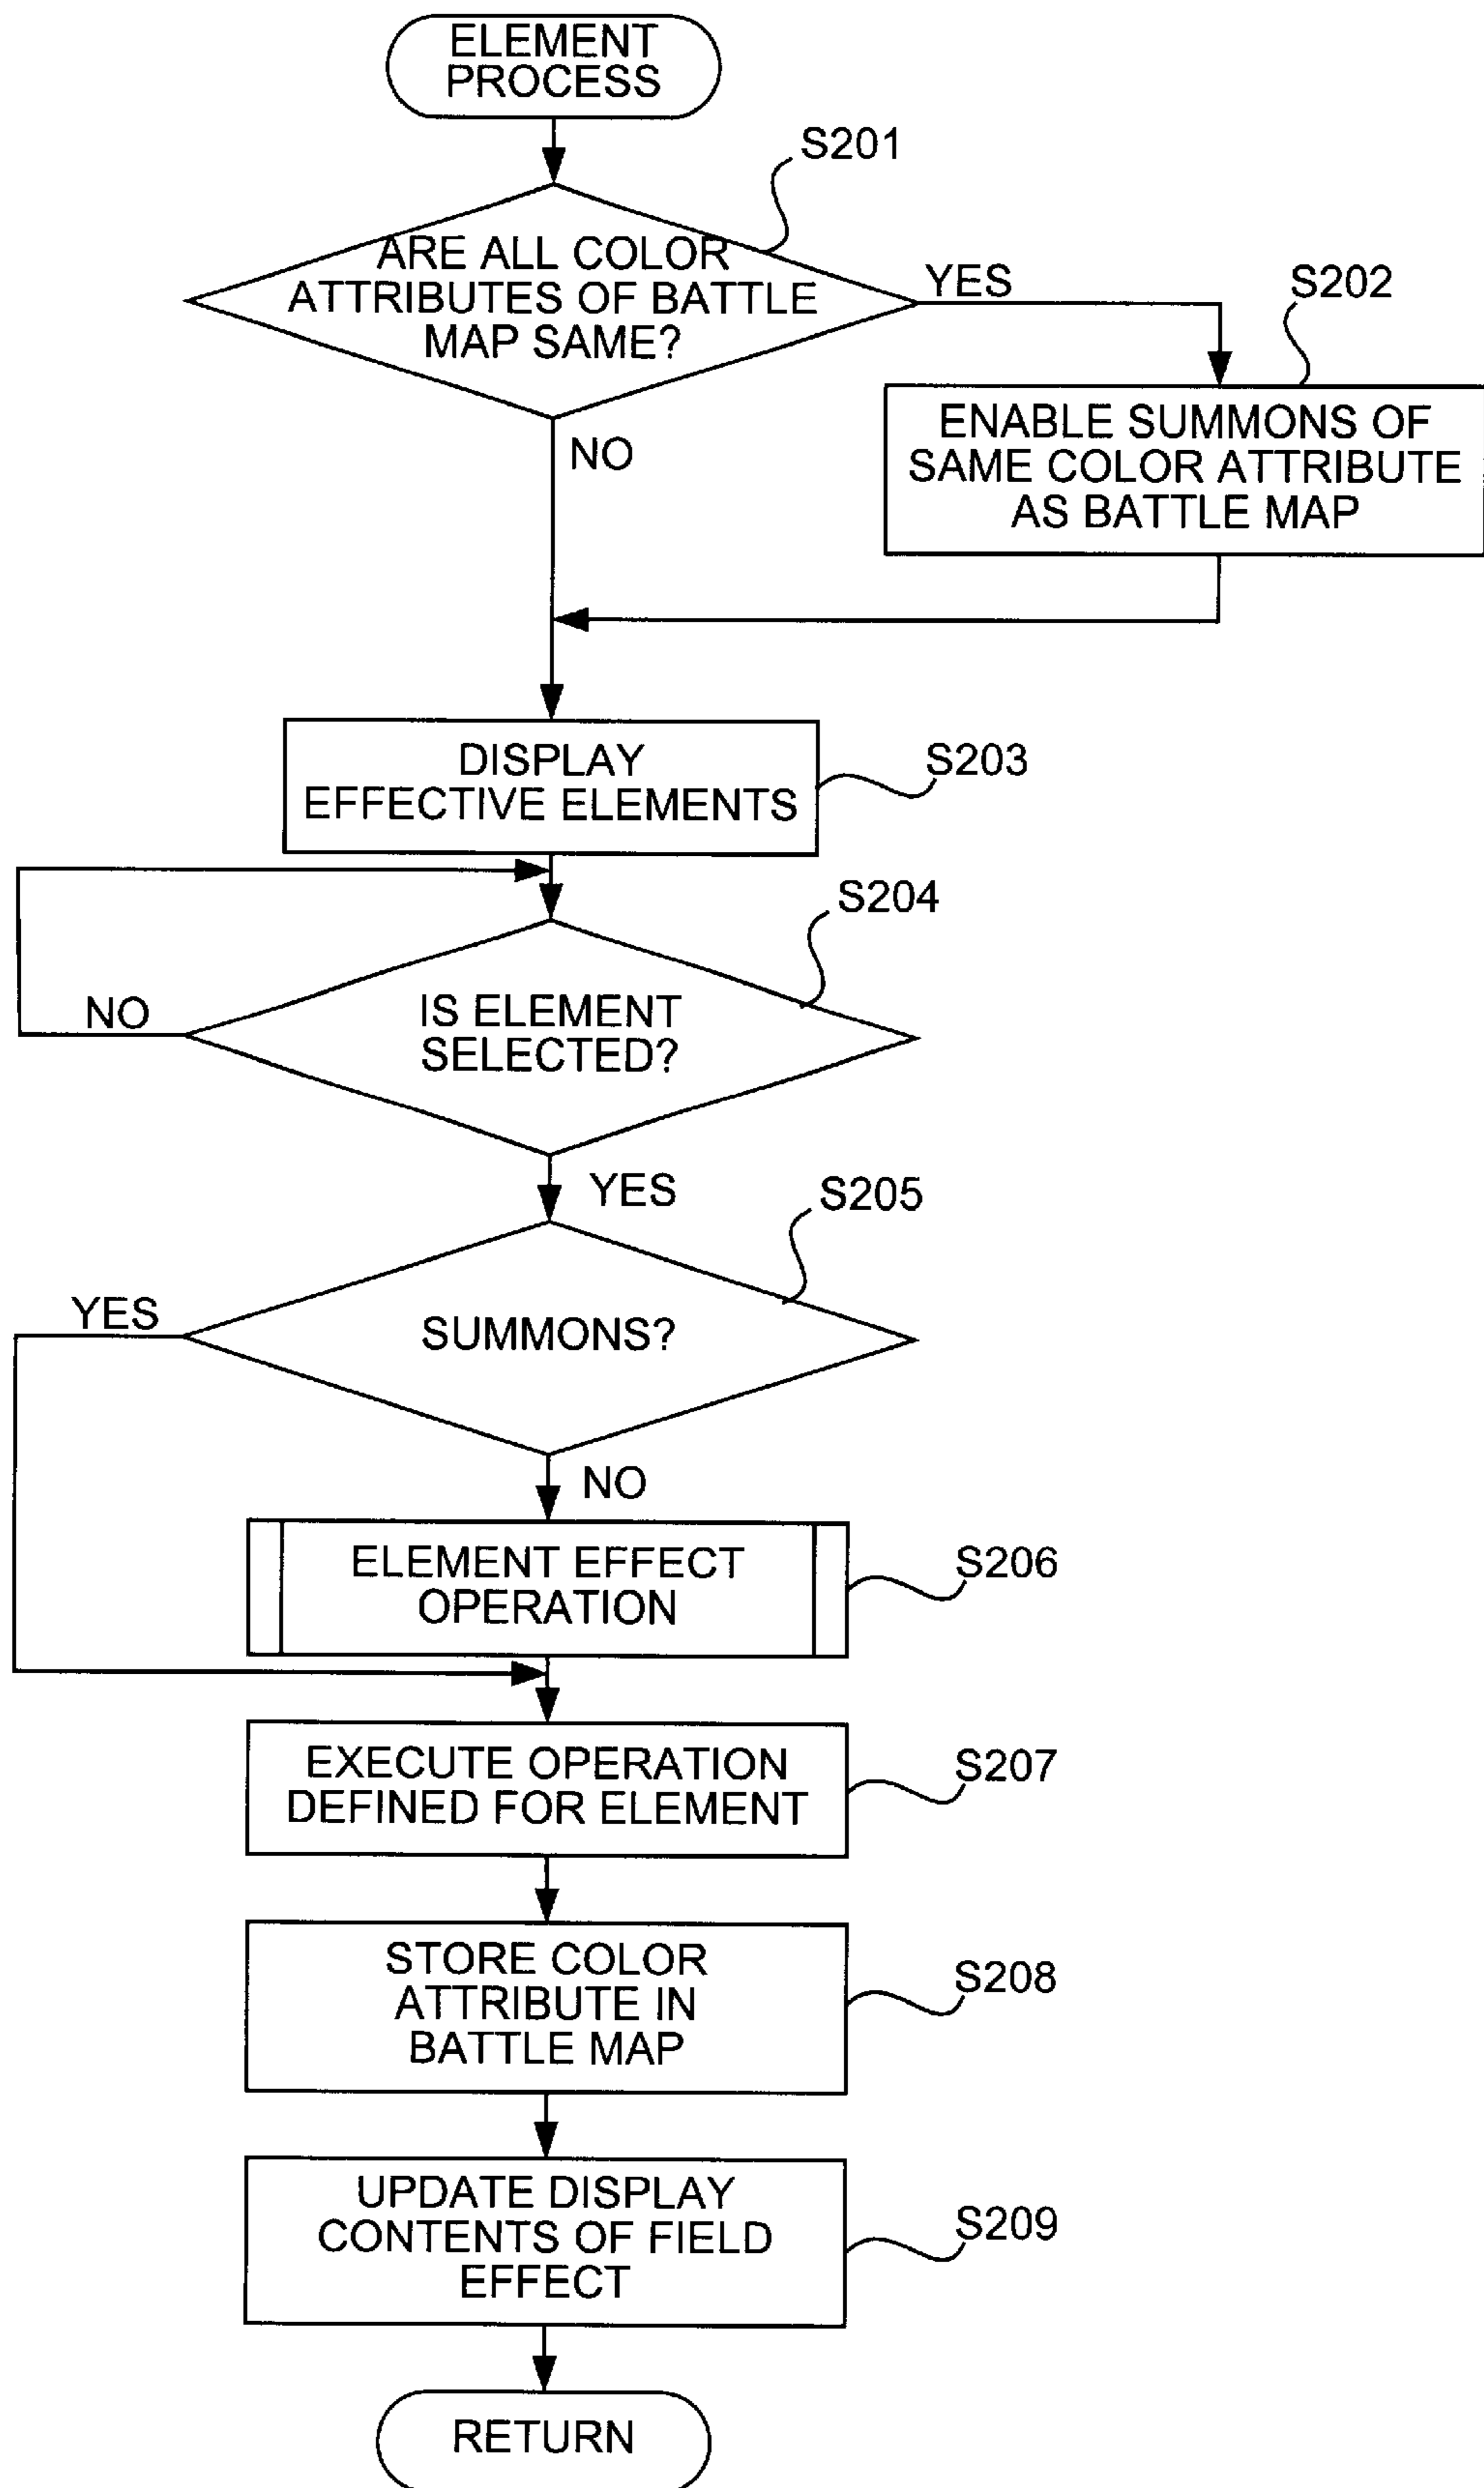 ELEMENT
PROCESS
S201
ARE ALL COLOR
ATTRIBUTES OF BATTLE
MAP SAME?
YES
S202
ENABLE SUMMONS OF
SAME COLOR ATTRIBUTE
AS BATTLE MAP
NO
DISPLAY
EFFECTIVE ELEMENTS
S203
S204
IS ELEMENT
SELECTED?
NO
YES
S205
SUMMONS?
YES
NO
ELEMENT EFFECT
OPERATION
S206
EXECUTE OPERATION
DEFINED FOR ELEMENT
S207
STORE COLOR
ATTRIBUTE IN
BATTLE MAP
S208
UPDATE DISPLAY
CONTENTS OF FIELD
EFFECT
S209
RETURN